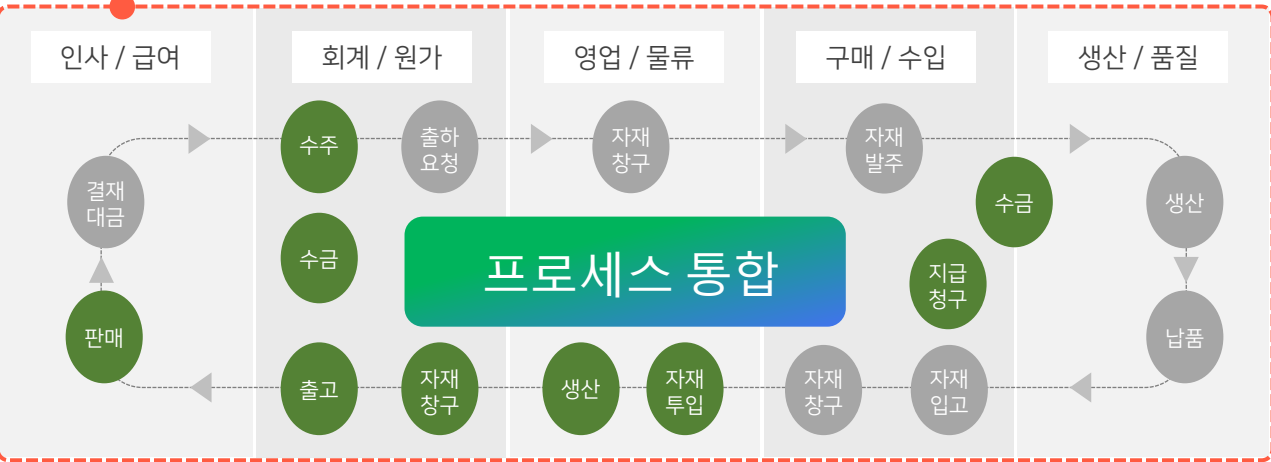 인사 / 급여
회계 / 원가
영업 / 물류
구매 / 수입
생산 / 품질
수주
출하
요청
자재
창구
자재
발주
수금
생산
결재
대금
수금
프로세스 통합
지급
청구
판매
납품
출고
자재
창구
생산
자재
투입
자재
창구
자재
입고